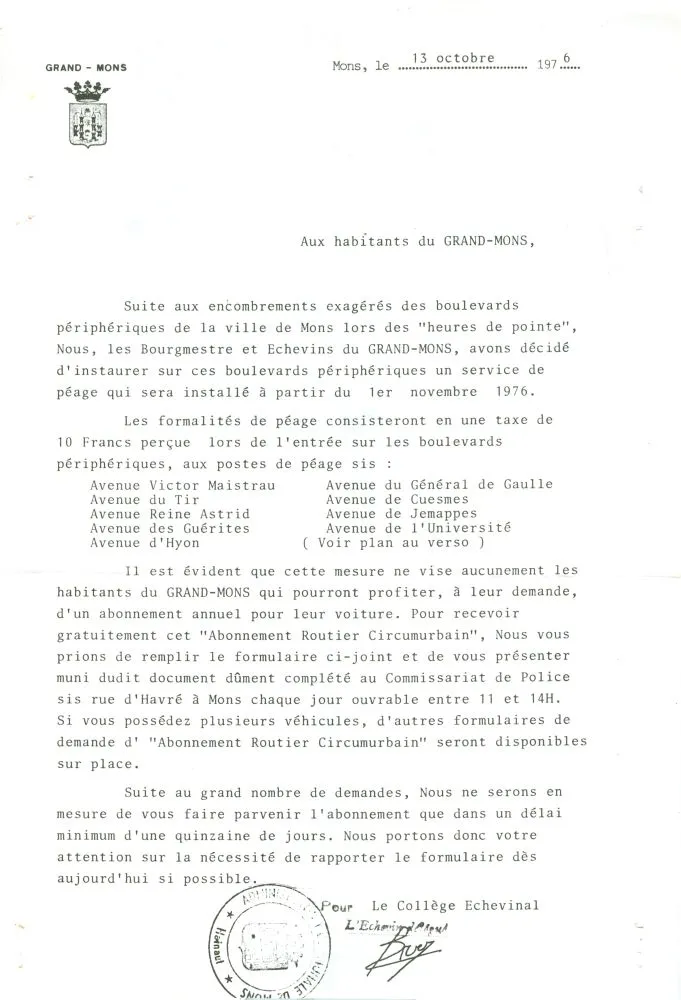 GRAND - MONS
Mons, le 13 octobre 1976
Aux habitants du GRAND-MONS,
Suite aux encombrements exagérés des boulevards
périphériques de la ville de Mons lors des "heures de pointe",
Nous, les Bourgmestre et Echevins du GRAND-MONS, avons décidé
d'instaurer sur ces boulevards périphériques un service de
péage qui sera installé à partir du 1er novembre 1976.
Les formalités de péage consisteront en une taxe de
10 Francs perçue lors de l'entrée sur les boulevards
périphériques, aux postes de péage sis :
Avenue Victor Maistrau Avenue du Général de Gaulle
Avenue du Tir Avenue de Cuesmes
Avenue Reine Astrid Avenue de Jemappes
Avenue des Guérites Avenue de l'Université
Avenue d'Hyon ( Voir plan au verso )
Il est évident que cette mesure ne vise aucunement les
habitants du GRAND-MONS qui pourront profiter, à leur demande,
d'un abonnement annuel pour leur voiture. Pour recevoir
gratuitement cet "Abonnement Routier Circumurbain", Nous vous
prions de remplir le formulaire ci-joint et de vous présenter
muni dudit document dûment complété au Commissariat de Police
sis rue d'Havré à Mons chaque jour ouvrable entre 11 et 14H.
Si vous possédez plusieurs véhicules, d'autres formulaires de
demande d' "Abonnement Routier Circumurbain" seront disponibles
sur place.
Suite au grand nombre de demandes, Nous ne serons en
mesure de vous faire parvenir l'abonnement que dans un délai
minimum d'une quinzaine de jours. Nous portons donc votre
attention sur la nécessité de rapporter le formulaire dès
aujourd'hui si possible.
Pour Le Collège Echevinal
L'Echevin
Hainaut
DE MONS